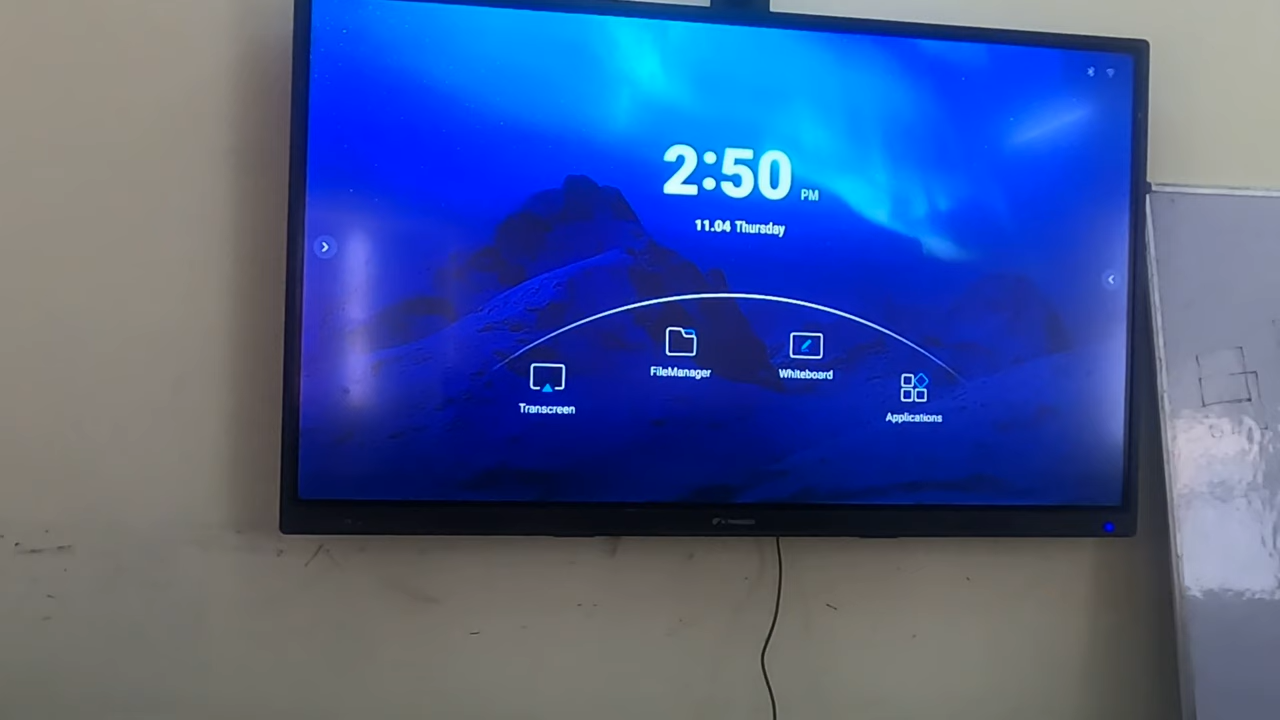 2:50 PM
11.04 Thursday
Transcreen
FileManager
Whiteboard
Applications